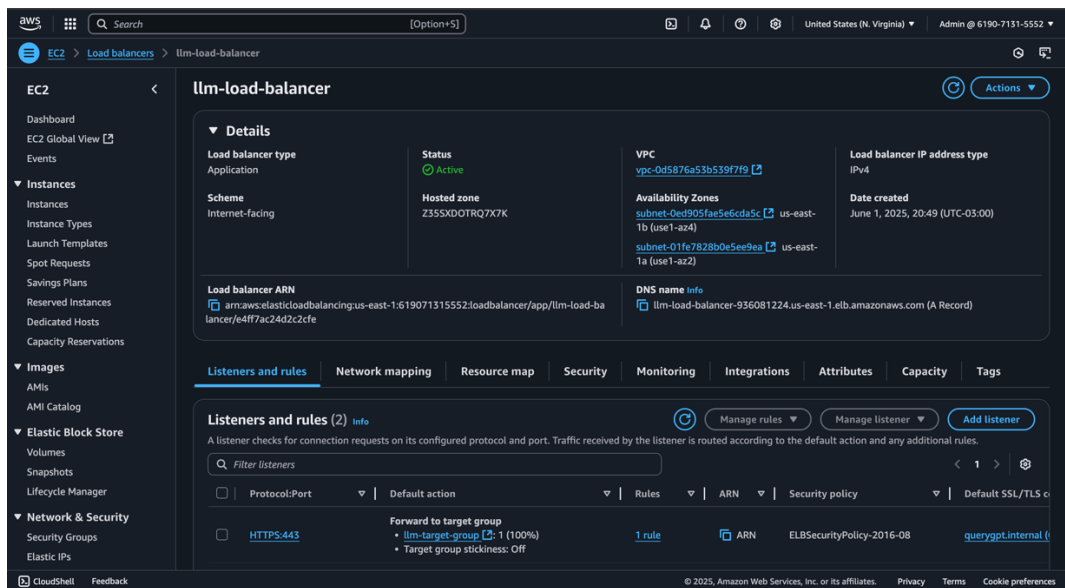 aws
Search [Option+S]
United States (N. Virginia) ▼ Admin @ 6190-7131-5552 ▼
EC2 > Load balancers > llm-load-balancer
EC2
Dashboard
EC2 Global View
Events
▼ Instances
Instances
Instance Types
Launch Templates
Spot Requests
Savings Plans
Reserved Instances
Dedicated Hosts
Capacity Reservations
▼ Images
AMIs
AMI Catalog
▼ Elastic Block Store
Volumes
Snapshots
Lifecycle Manager
▼ Network & Security
Security Groups
Elastic IPs
llm-load-balancer
Actions ▼
▼ Details
Load balancer type
Application
Status
Active
VPC
vpc-0d5876a53b539f7f9
Load balancer IP address type
IPv4
Scheme
Internet-facing
Hosted zone
Z35SXDOTRQ7X7K
Availability Zones
subnet-0ed905fae5e6cda5c us-east-
1b (use1-az4)
subnet-01fe7828b0e5ee9ea us-east-
1a (use1-az2)
Date created
June 1, 2025, 20:49 (UTC-03:00)
Load balancer ARN
arn:aws:elasticloadbalancing:us-east-1:619071315552:loadbalancer/app/llm-load-ba
lancer/e4ff7ac24d2c2cfe
DNS name Info
llm-load-balancer-936081224.us-east-1.elb.amazonaws.com (A Record)
Listeners and rules Network mapping Resource map Security Monitoring Integrations Attributes Capacity Tags
Listeners and rules (2) Info
Manage rules ▼ Manage listener ▼ Add listener
A listener checks for connection requests on its configured protocol and port. Traffic received by the listener is routed according to the default action and any additional rules.
Filter listeners
< 1 >
Protocol:Port Default action Rules ARN Security policy Default SSL/TLS c
HTTPS:443
Forward to target group
• llm-target-group : 1 (100%)
• Target group stickiness: Off
1 rule
ARN
ELBSecurityPolicy-2016-08
querygpt.internal (
CloudShell Feedback
© 2025, Amazon Web Services, Inc. or its affiliates. Privacy Terms Cookie preferences